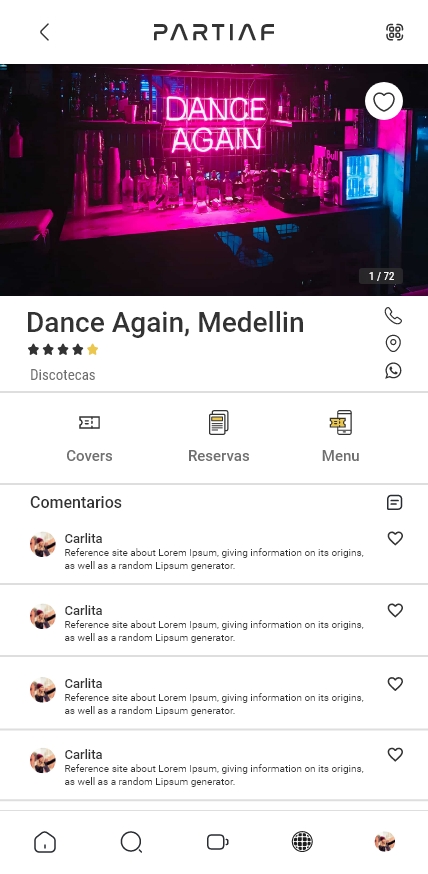 PARTIAF
DANCE
AGAIN
Bull
1 / 72
Dance Again, Medellin
Discotecas
Covers
Reservas
Menu
Comentarios
Carlita
Reference site about Lorem Ipsum, giving information on its origins,
as well as a random Lipsum generator.
Carlita
Reference site about Lorem Ipsum, giving information on its origins,
as well as a random Lipsum generator.
Carlita
Reference site about Lorem Ipsum, giving information on its origins,
as well as a random Lipsum generator.
Carlita
Reference site about Lorem Ipsum, giving information on its origins,
as well as a random Lipsum generator.